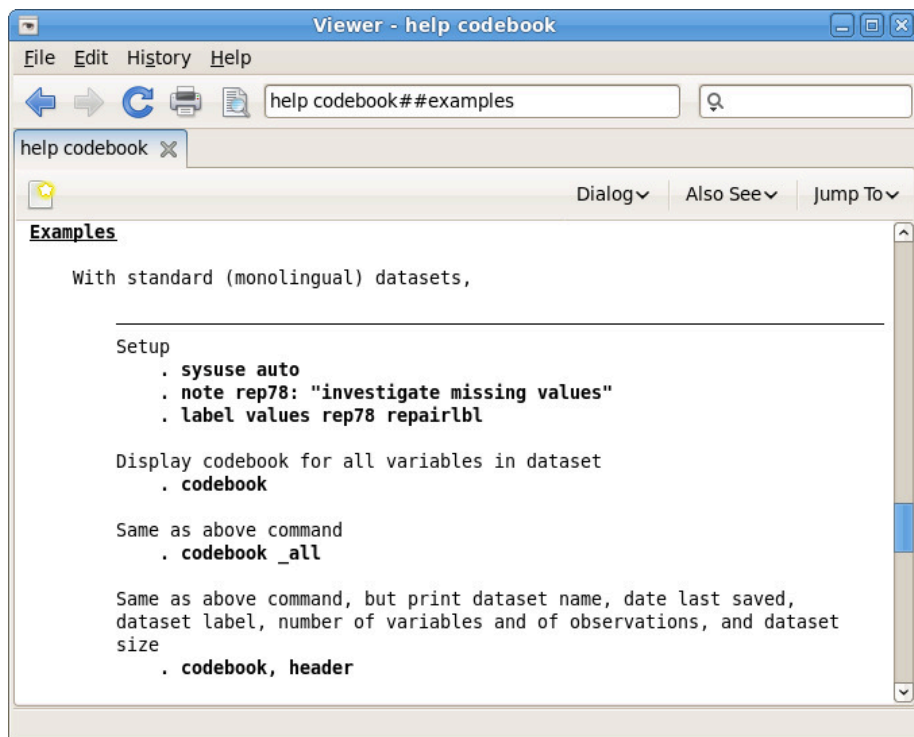 Viewer - help codebook
File Edit History Help
help codebook##examples
help codebook
Dialog Also See Jump To
Examples
With standard (monolingual) datasets,
Setup
. sysuse auto
. note rep78: "investigate missing values"
. label values rep78 repairlbl
Display codebook for all variables in dataset
. codebook
Same as above command
. codebook _all
Same as above command, but print dataset name, date last saved,
dataset label, number of variables and of observations, and dataset
size
. codebook, header